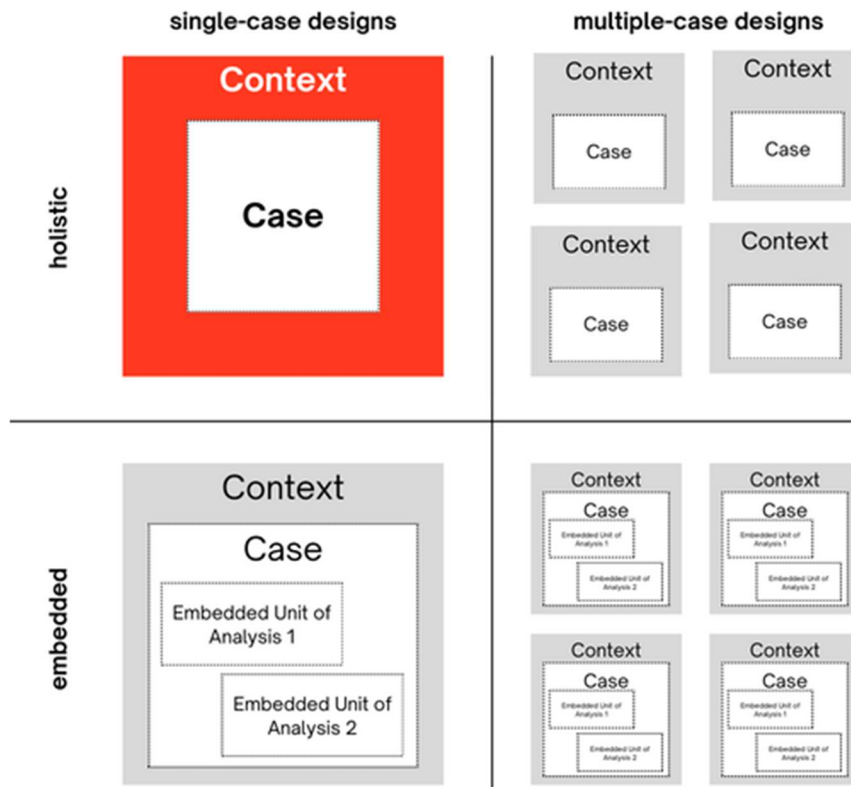 single-case designs
multiple-case designs
holistic
Context
Case
Context
Case
Context
Case
Context
Case
Context
Case
embedded
Context
Case
Embedded Unit of
Analysis 1
Embedded Unit of
Analysis 2
Context
Case
Embedded Unit of
Analysis 1
Embedded Unit of
Analysis 2
Context
Case
Embedded Unit of
Analysis 1
Embedded Unit of
Analysis 2
Context
Case
Embedded Unit of
Analysis 1
Embedded Unit of
Analysis 2
Context
Case
Embedded Unit of
Analysis 1
Embedded Unit of
Analysis 2